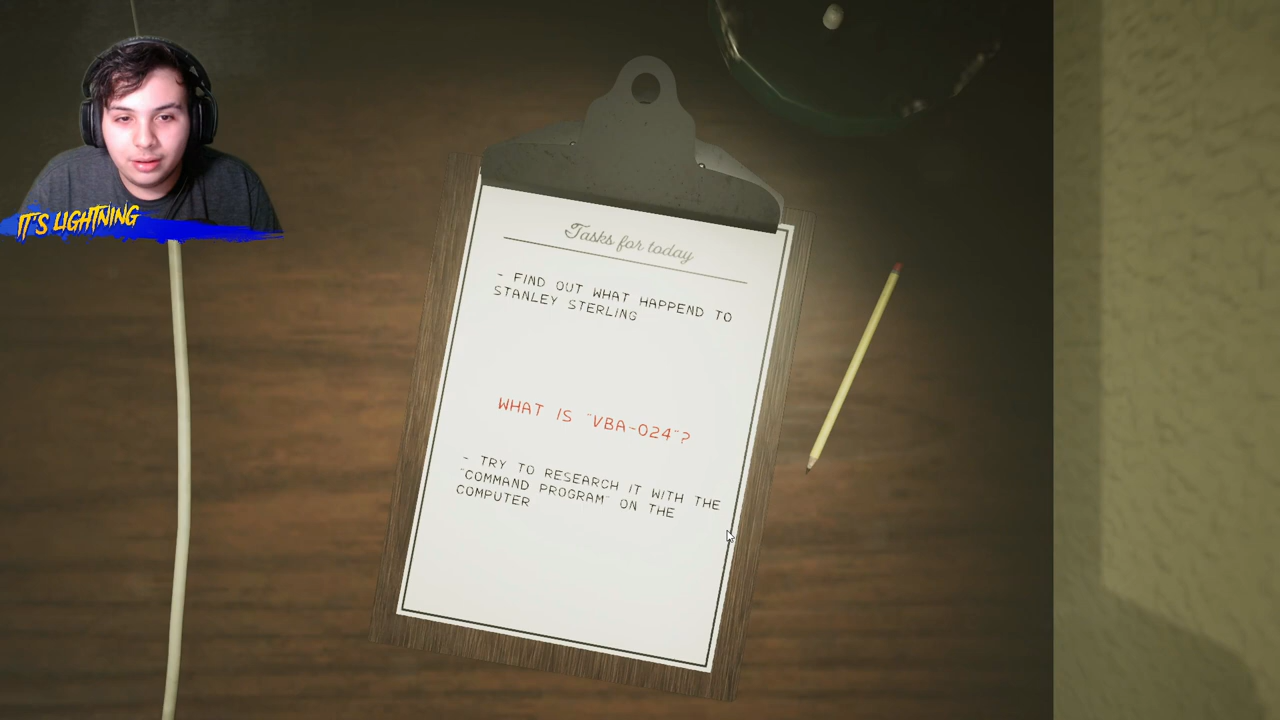 IT'S LIGHTNING
Tasks for today
- FIND OUT WHAT HAPPEND TO
STANLEY STERLING
WHAT IS "VBA-024"?
- TRY TO RESEARCH IT WITH THE
"COMMAND PROGRAM" ON THE
COMPUTER